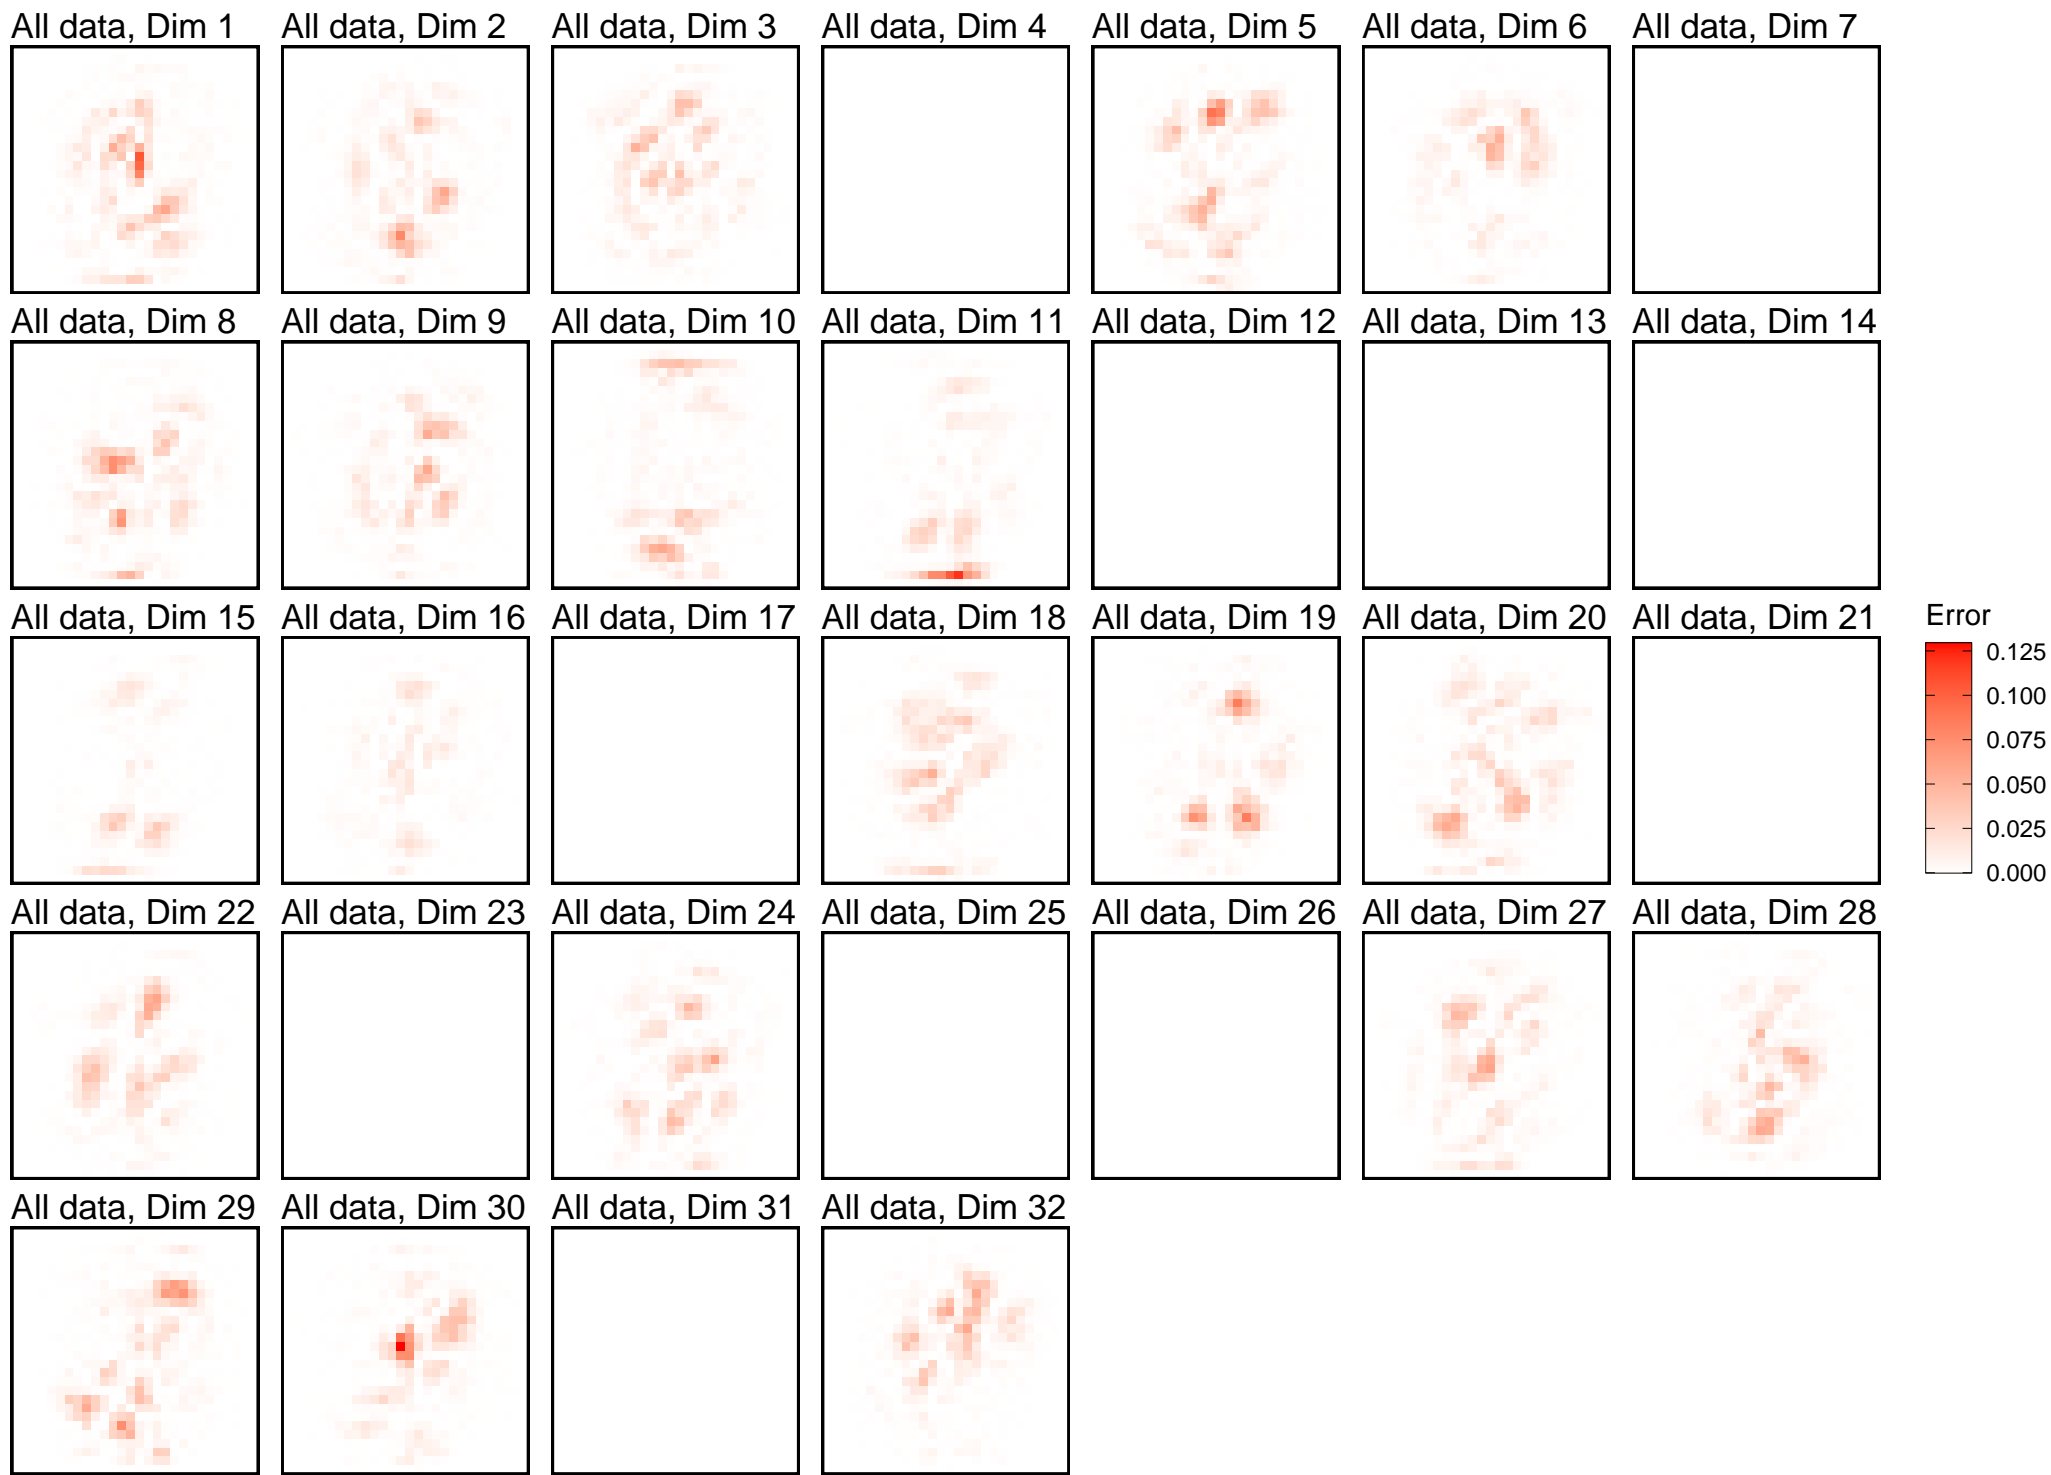 All data, Dim 1
All data, Dim 2
All data, Dim 3
All data, Dim 4
All data, Dim 5
All data, Dim 6
All data, Dim 7
All data, Dim 8
All data, Dim 9
All data, Dim 10
All data, Dim 11
All data, Dim 12
All data, Dim 13
All data, Dim 14
All data, Dim 15
All data, Dim 16
All data, Dim 17
All data, Dim 18
All data, Dim 19
All data, Dim 20
All data, Dim 21
All data, Dim 22
All data, Dim 23
All data, Dim 24
All data, Dim 25
All data, Dim 26
All data, Dim 27
All data, Dim 28
All data, Dim 29
All data, Dim 30
All data, Dim 31
All data, Dim 32
Error
0.125
0.100
0.075
0.050
0.025
0.000